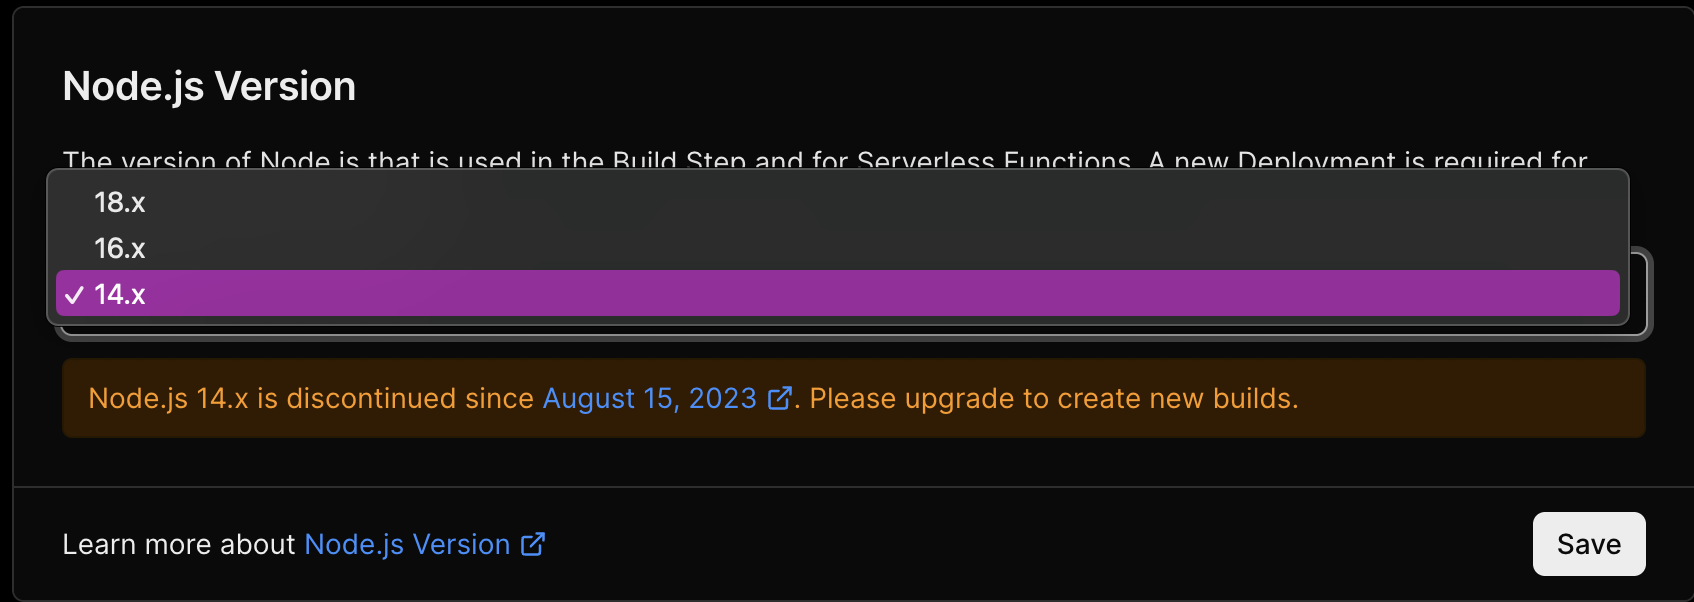 Node.js Version
The version of Node.js that is used in the Build Step and for Serverless Functions. A new Deployment is required for
18.x
16.x
✓ 14.x
Node.js 14.x is discontinued since August 15, 2023. Please upgrade to create new builds.
Learn more about Node.js Version
Save